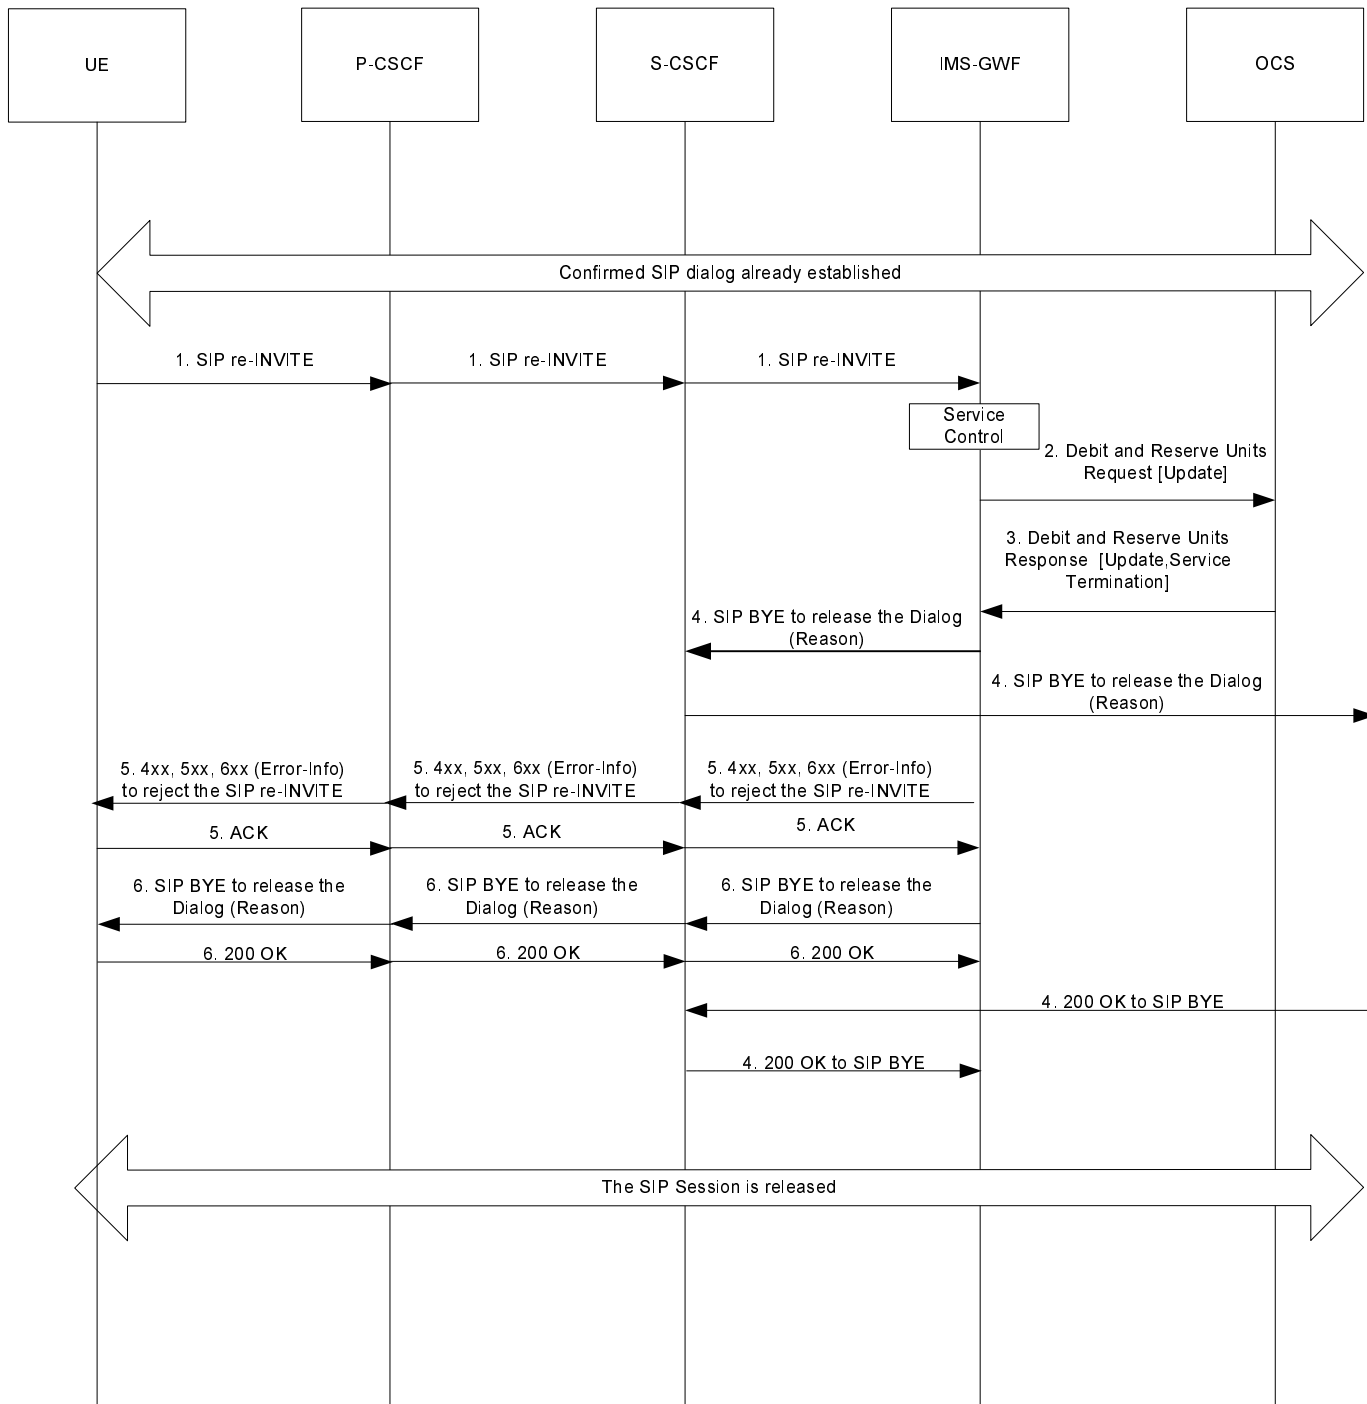 UE
P-CSCF
S-CSCF
IMS-GWF
OCS
Confirmed SIP dialog already established
1. SIP re-INVITE
1. SIP re-INVITE
1. SIP re-INVITE
Service
Control
2. Debit and Reserve Units
Request [Update]
3. Debit and Reserve Units
Response [Update,Service
Termination]
4. SIP BYE to release the Dialog
(Reason)
4. SIP BYE to release the Dialog
(Reason)
5. 4xx, 5xx, 6xx (Error-Info)
to reject the SIP re-INVITE
5. 4xx, 5xx, 6xx (Error-Info)
to reject the SIP re-INVITE
5. 4xx, 5xx, 6xx (Error-Info)
to reject the SIP re-INVITE
5. ACK
5. ACK
5. ACK
6. SIP BYE to release the
Dialog (Reason)
6. SIP BYE to release the
Dialog (Reason)
6. SIP BYE to release the
Dialog (Reason)
6. 200 OK
6. 200 OK
6. 200 OK
4. 200 OK to SIP BYE
4. 200 OK to SIP BYE
The SIP Session is released